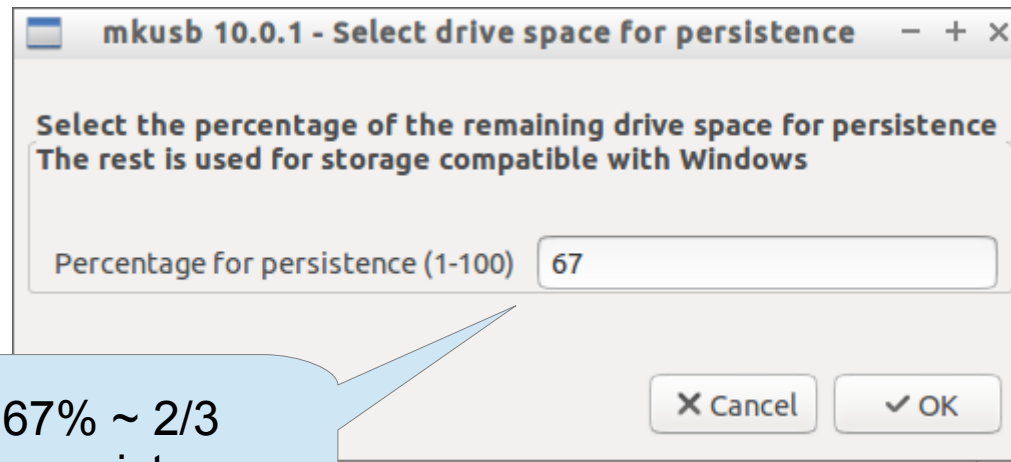 mkusb 10.0.1 - Select drive space for persistence
Select the percentage of the remaining drive space for persistence
The rest is used for storage compatible with Windows
Percentage for persistence (1-100) 67
Cancel OK
67% ~ 2/3